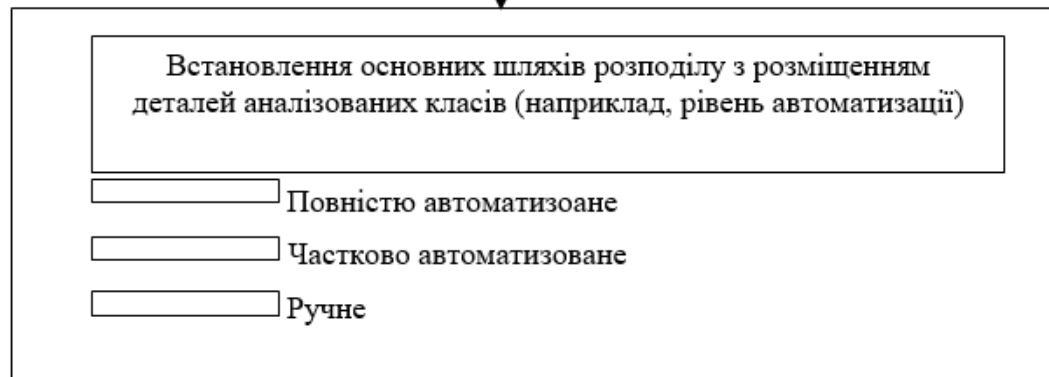 Встановлення основних шляхів розподілу з розміщенням
деталей аналізованих класів (наприклад, рівень автоматизації)
Повністю автоматизоане
Частково автоматизоване
Ручне